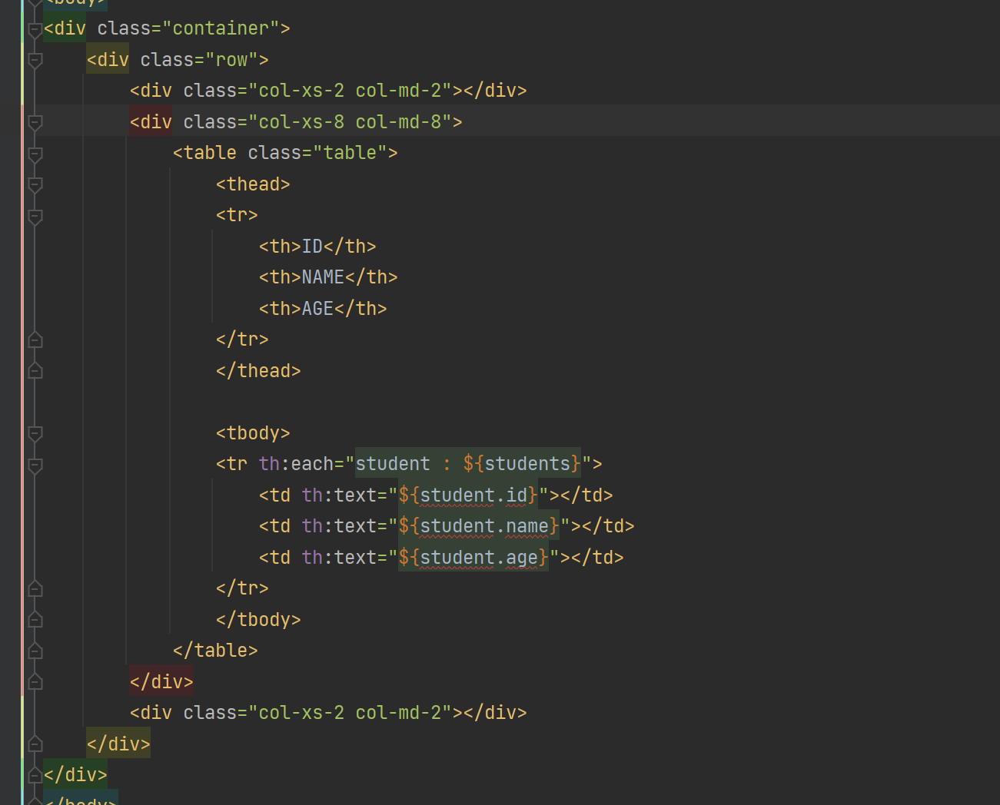 <body>
<div class="container">
<div class="row">
<div class="col-xs-2 col-md-2"></div>
<div class="col-xs-8 col-md-8">
<table class="table">
<thead>
<tr>
<th>ID</th>
<th>NAME</th>
<th>AGE</th>
</tr>
</thead>
<tbody>
<tr th:each="student : ${students}">
<td th:text="${student.id}"></td>
<td th:text="${student.name}"></td>
<td th:text="${student.age}"></td>
</tr>
</tbody>
</table>
</div>
<div class="col-xs-2 col-md-2"></div>
</div>
</div>
</body>